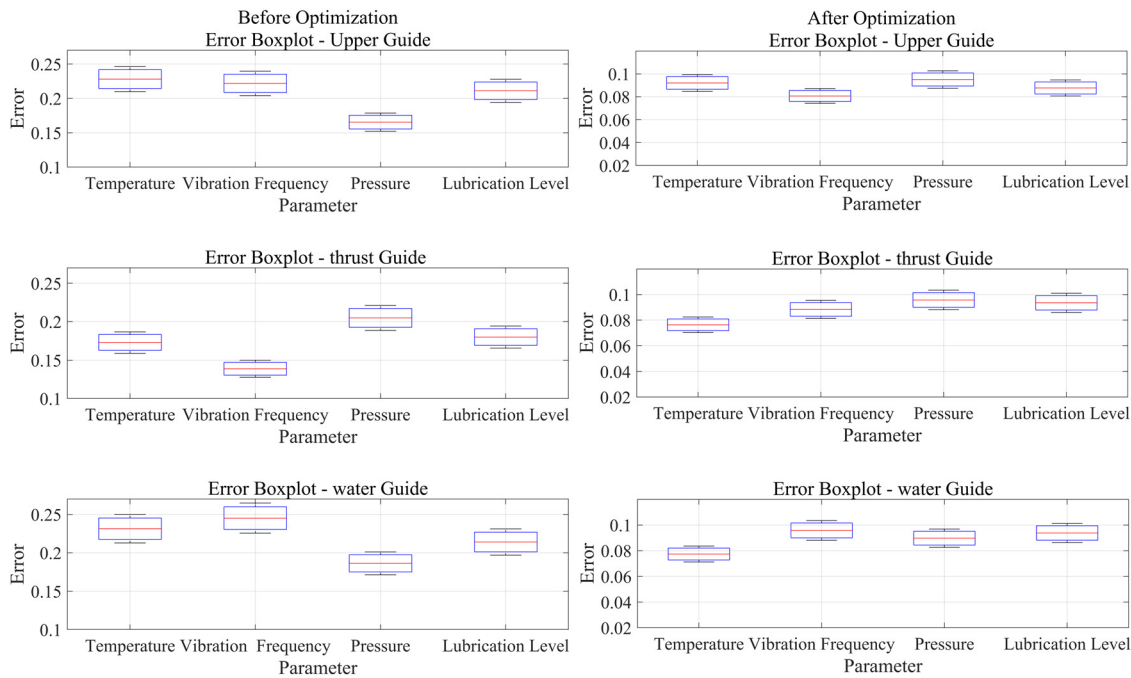 Before Optimization
Error Boxplot - Upper Guide
0.25
0.2
0.15
0.1
Error
Temperature Vibration Frequency Pressure Lubrication Level
Parameter
After Optimization
Error Boxplot - Upper Guide
0.1
0.08
0.06
0.04
0.02
Error
Temperature Vibration Frequency Pressure Lubrication Level
Parameter
Error Boxplot - thrust Guide
0.25
0.2
0.15
0.1
Error
Temperature Vibration Frequency Pressure Lubrication Level
Parameter
Error Boxplot - thrust Guide
0.1
0.08
0.06
0.04
0.02
Error
Temperature Vibration Frequency Pressure Lubrication Level
Parameter
Error Boxplot - water Guide
0.25
0.2
0.15
0.1
Error
Temperature Vibration Frequency Pressure Lubrication Level
Parameter
Error Boxplot - water Guide
0.1
0.08
0.06
0.04
0.02
Error
Temperature Vibration Frequency Pressure Lubrication Level
Parameter